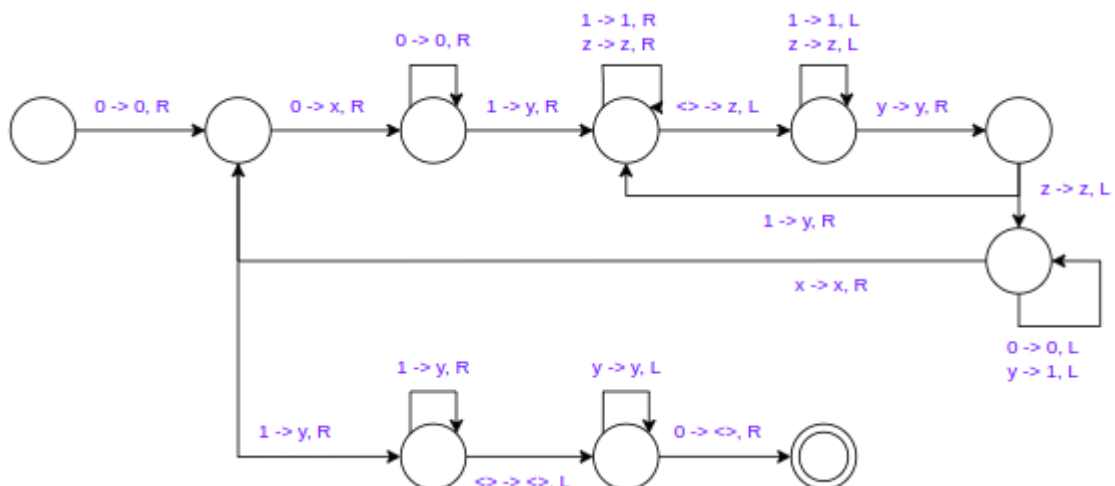 1 -> 1, R
1 -> 1, L
0 -> 0, R
z -> z, R
z -> z, L
0 -> 0, R
0 -> x, R
1 -> y, R
<> -> z, L
y -> y, R
z -> z, L
1 -> y, R
x -> x, R
0 -> 0, L
y -> 1, L
1 -> y, R
y -> y, L
1 -> y, R
0 -> <>, R
<> -> <>, L